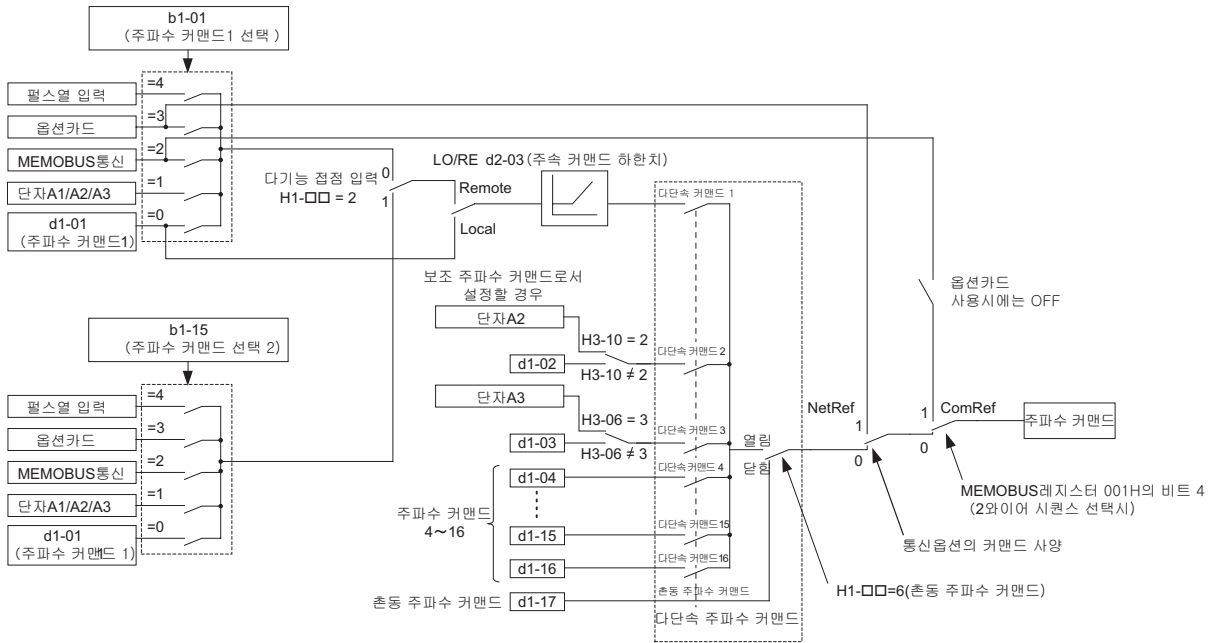 b1-01
(주파수 커맨드1 선택 )
=4
펄스열 입력
=3
옵션카드
=2
MEMOBUS통신
=1
단자A1/A2/A3
=0
d1-01
(주파수 커맨드1)
다기능 접점 입력
H1-□□ = 2
0
1
LO/RE d2-03 (주속 커맨드 하한치)
Remote
Local
보조 주파수 커맨드로서
설정할 경우
단자A2
H3-10 = 2
d1-02
H3-10 ≠ 2
단자A3
H3-06 = 3
d1-03
H3-06 ≠ 3
d1-04
주파수 커맨드
4～16
d1-15
d1-16
촌동 주파수 커맨드
d1-17
다단속 커맨드 1
다단속 커맨드 2
다단속 커맨드 3
다단속 커맨드 4
다단속 커맨드 15
다단속 커맨드 16
촌동 주파수 커맨드
다단속 주파수 커맨드
열림
닫힘
NetRef
1
0
옵션카드
사용시에는 OFF
1
0
ComRef
주파수 커맨드
MEMOBUS레지스터 001H의 비트 4
(2와이어 시퀀스 선택시)
통신옵션의 커맨드 사양
H1-□□=6(촌동 주파수 커맨드)
b1-15
(주파수 커맨드 선택 2)
=4
펄스열 입력
=3
옵션카드
=2
MEMOBUS통신
=1
단자A1/A2/A3
=0
d1-01
(주파수 커맨드 1)